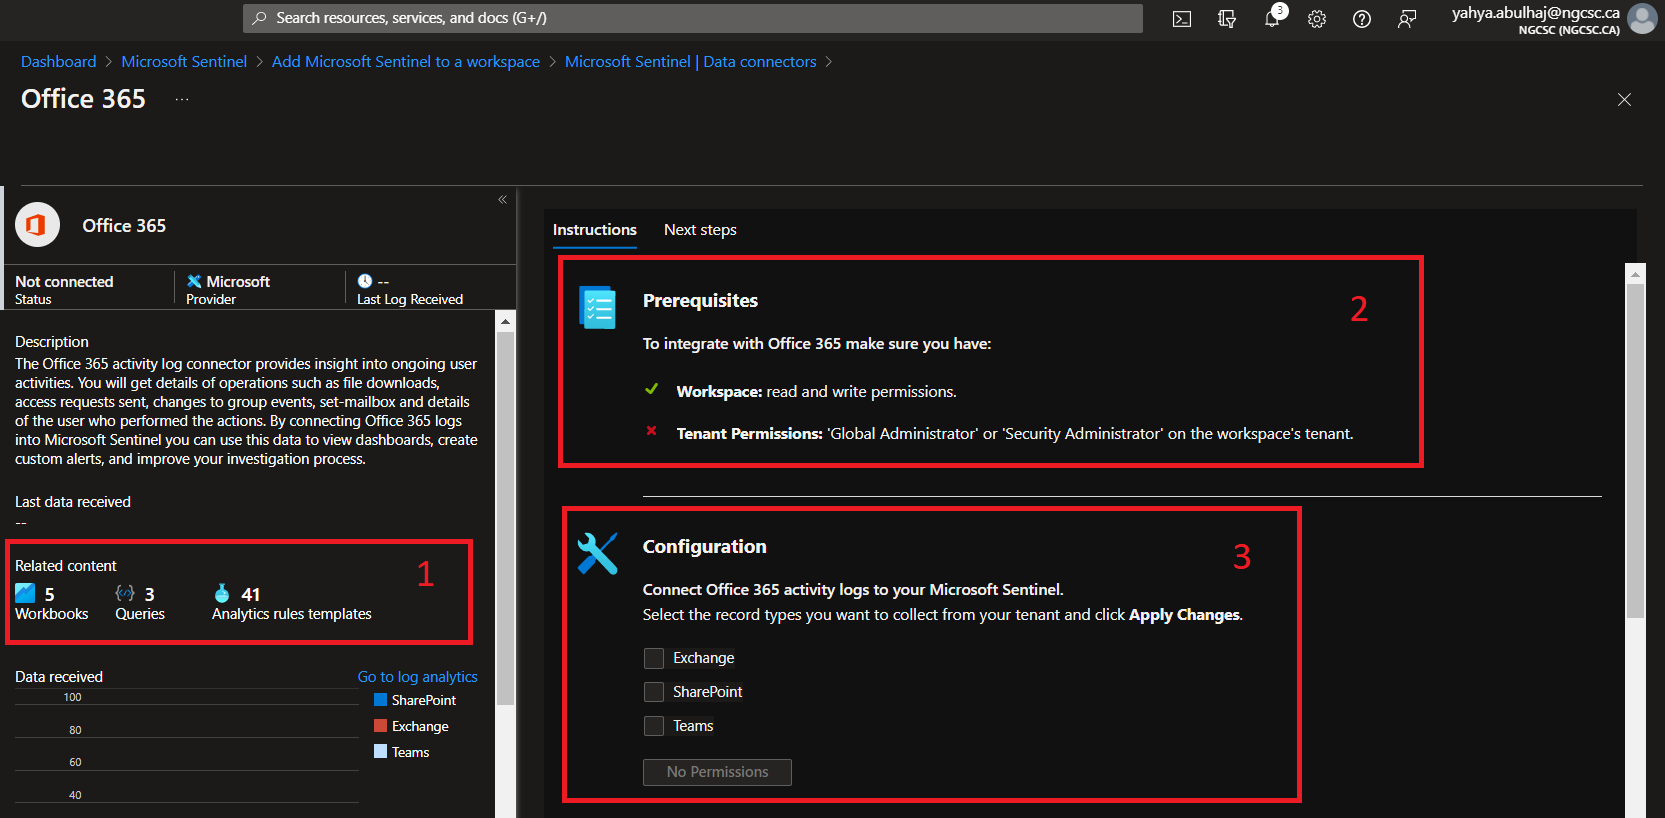 Search resources, services, and docs (G+/)
3
yahya.abulhaj@ngcsc.ca
NGCSC (NGCSC.CA)
Dashboard > Microsoft Sentinel > Add Microsoft Sentinel to a workspace > Microsoft Sentinel | Data connectors >
Office 365 ...
«
Office 365
Not connected
Status
Microsoft
Provider
--
Last Log Received
Description
The Office 365 activity log connector provides insight into ongoing user
activities. You will get details of operations such as file downloads,
access requests sent, changes to group events, set-mailbox and details
of the user who performed the actions. By connecting Office 365 logs
into Microsoft Sentinel you can use this data to view dashboards, create
custom alerts, and improve your investigation process.
Last data received
--
Related content
1
5
Workbooks
3
Queries
41
Analytics rules templates
Data received
Go to log analytics
100
80
60
40
SharePoint
Exchange
Teams
Instructions
Next steps
Prerequisites
2
To integrate with Office 365 make sure you have:
Workspace: read and write permissions.
Tenant Permissions: 'Global Administrator' or 'Security Administrator' on the workspace's tenant.
Configuration
3
Connect Office 365 activity logs to your Microsoft Sentinel.
Select the record types you want to collect from your tenant and click Apply Changes.
Exchange
SharePoint
Teams
No Permissions